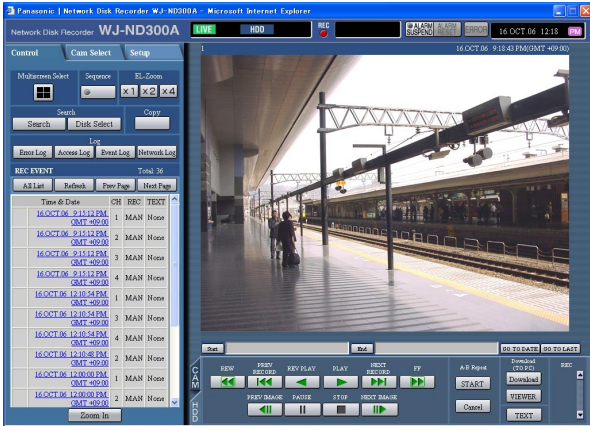 Panasonic | Network Disk Recorder WJ-ND300A - Microsoft Internet Explorer
Network Disk Recorder WJ-ND300A
LIVE HDD
REC
ALARM SUSPEND
ALARM RESET
ERROR
16.OCT.06 12:18 PM
Control Cam Select Setup
1
16.OCT.06 9:18:43 PM(GMT +09:00)
Multiscreen Select Sequence EL-Zoom
x1 x2 x4
Search Copy
Search Disk Select
Log
Error Log Access Log Event Log Network Log
REC EVENT Total: 36
All List Refresh Prev Page Next Page
Time & Date CH REC TEXT
16.OCT.06 9:15:12 PM GMT +09:00 1 MAN None
16.OCT.06 9:15:12 PM GMT +09:00 2 MAN None
16.OCT.06 9:15:12 PM GMT +09:00 3 MAN None
16.OCT.06 9:15:12 PM GMT +09:00 4 MAN None
16.OCT.06 12:10:54 PM GMT +09:00 1 MAN None
16.OCT.06 12:10:54 PM GMT +09:00 3 MAN None
16.OCT.06 12:10:54 PM GMT +09:00 4 MAN None
16.OCT.06 12:10:48 PM GMT +09:00 2 MAN None
16.OCT.06 12:00:00 PM GMT +09:00 1 MAN None
16.OCT.06 12:00:00 PM GMT +09:00 2 MAN None
Zoom In
Start End GO TO DATE GO TO LAST
CAM
HDD
REW PREV RECORD REV PLAY PLAY NEXT RECORD FF
PREV IMAGE PAUSE STOP NEXT IMAGE
A-B Repeat
START
Cancel
Download (TO PC)
Download
VIEWER
TEXT
REC